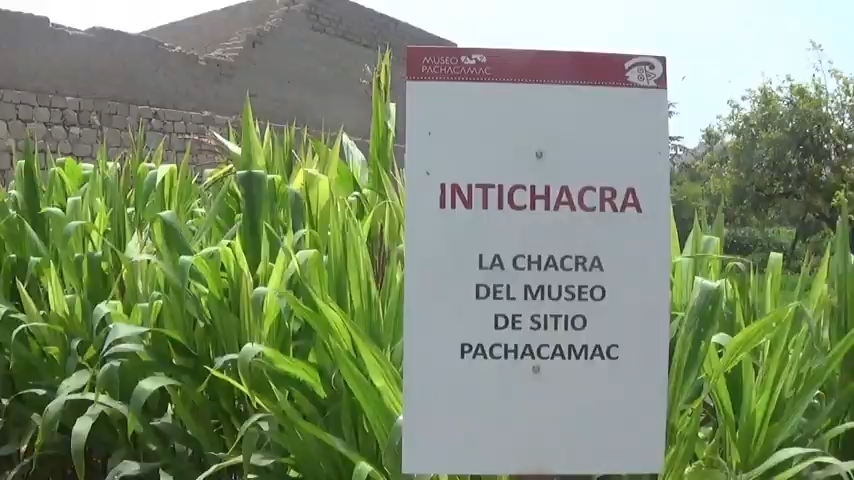 MUSEO
PACHACAMAC
INTICHACRA
LA CHACRA
DEL MUSEO
DE SITIO
PACHACAMAC